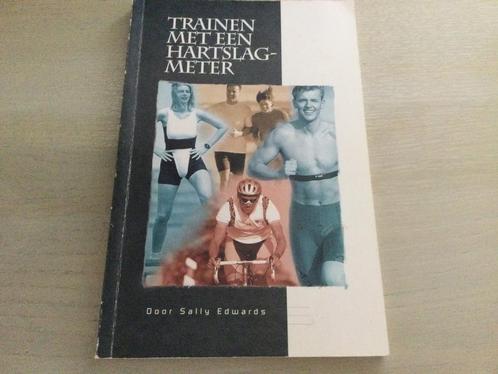 TRAINEN
MET EEN
HARTSLAG-
METER
Door Sally Edwards